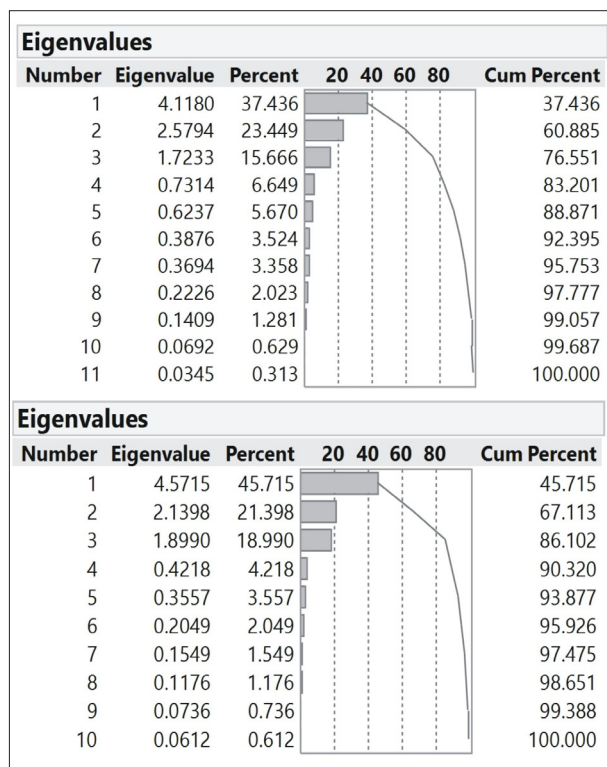 Eigenvalues
Number Eigenvalue Percent 20 40 60 80 Cum Percent
1 4.1180 37.436 37.436
2 2.5794 23.449 60.885
3 1.7233 15.666 76.551
4 0.7314 6.649 83.201
5 0.6237 5.670 88.871
6 0.3876 3.524 92.395
7 0.3694 3.358 95.753
8 0.2226 2.023 97.777
9 0.1409 1.281 99.057
10 0.0692 0.629 99.687
11 0.0345 0.313 100.000
Eigenvalues
Number Eigenvalue Percent 20 40 60 80 Cum Percent
1 4.5715 45.715 45.715
2 2.1398 21.398 67.113
3 1.8990 18.990 86.102
4 0.4218 4.218 90.320
5 0.3557 3.557 93.877
6 0.2049 2.049 95.926
7 0.1549 1.549 97.475
8 0.1176 1.176 98.651
9 0.0736 0.736 99.388
10 0.0612 0.612 100.000